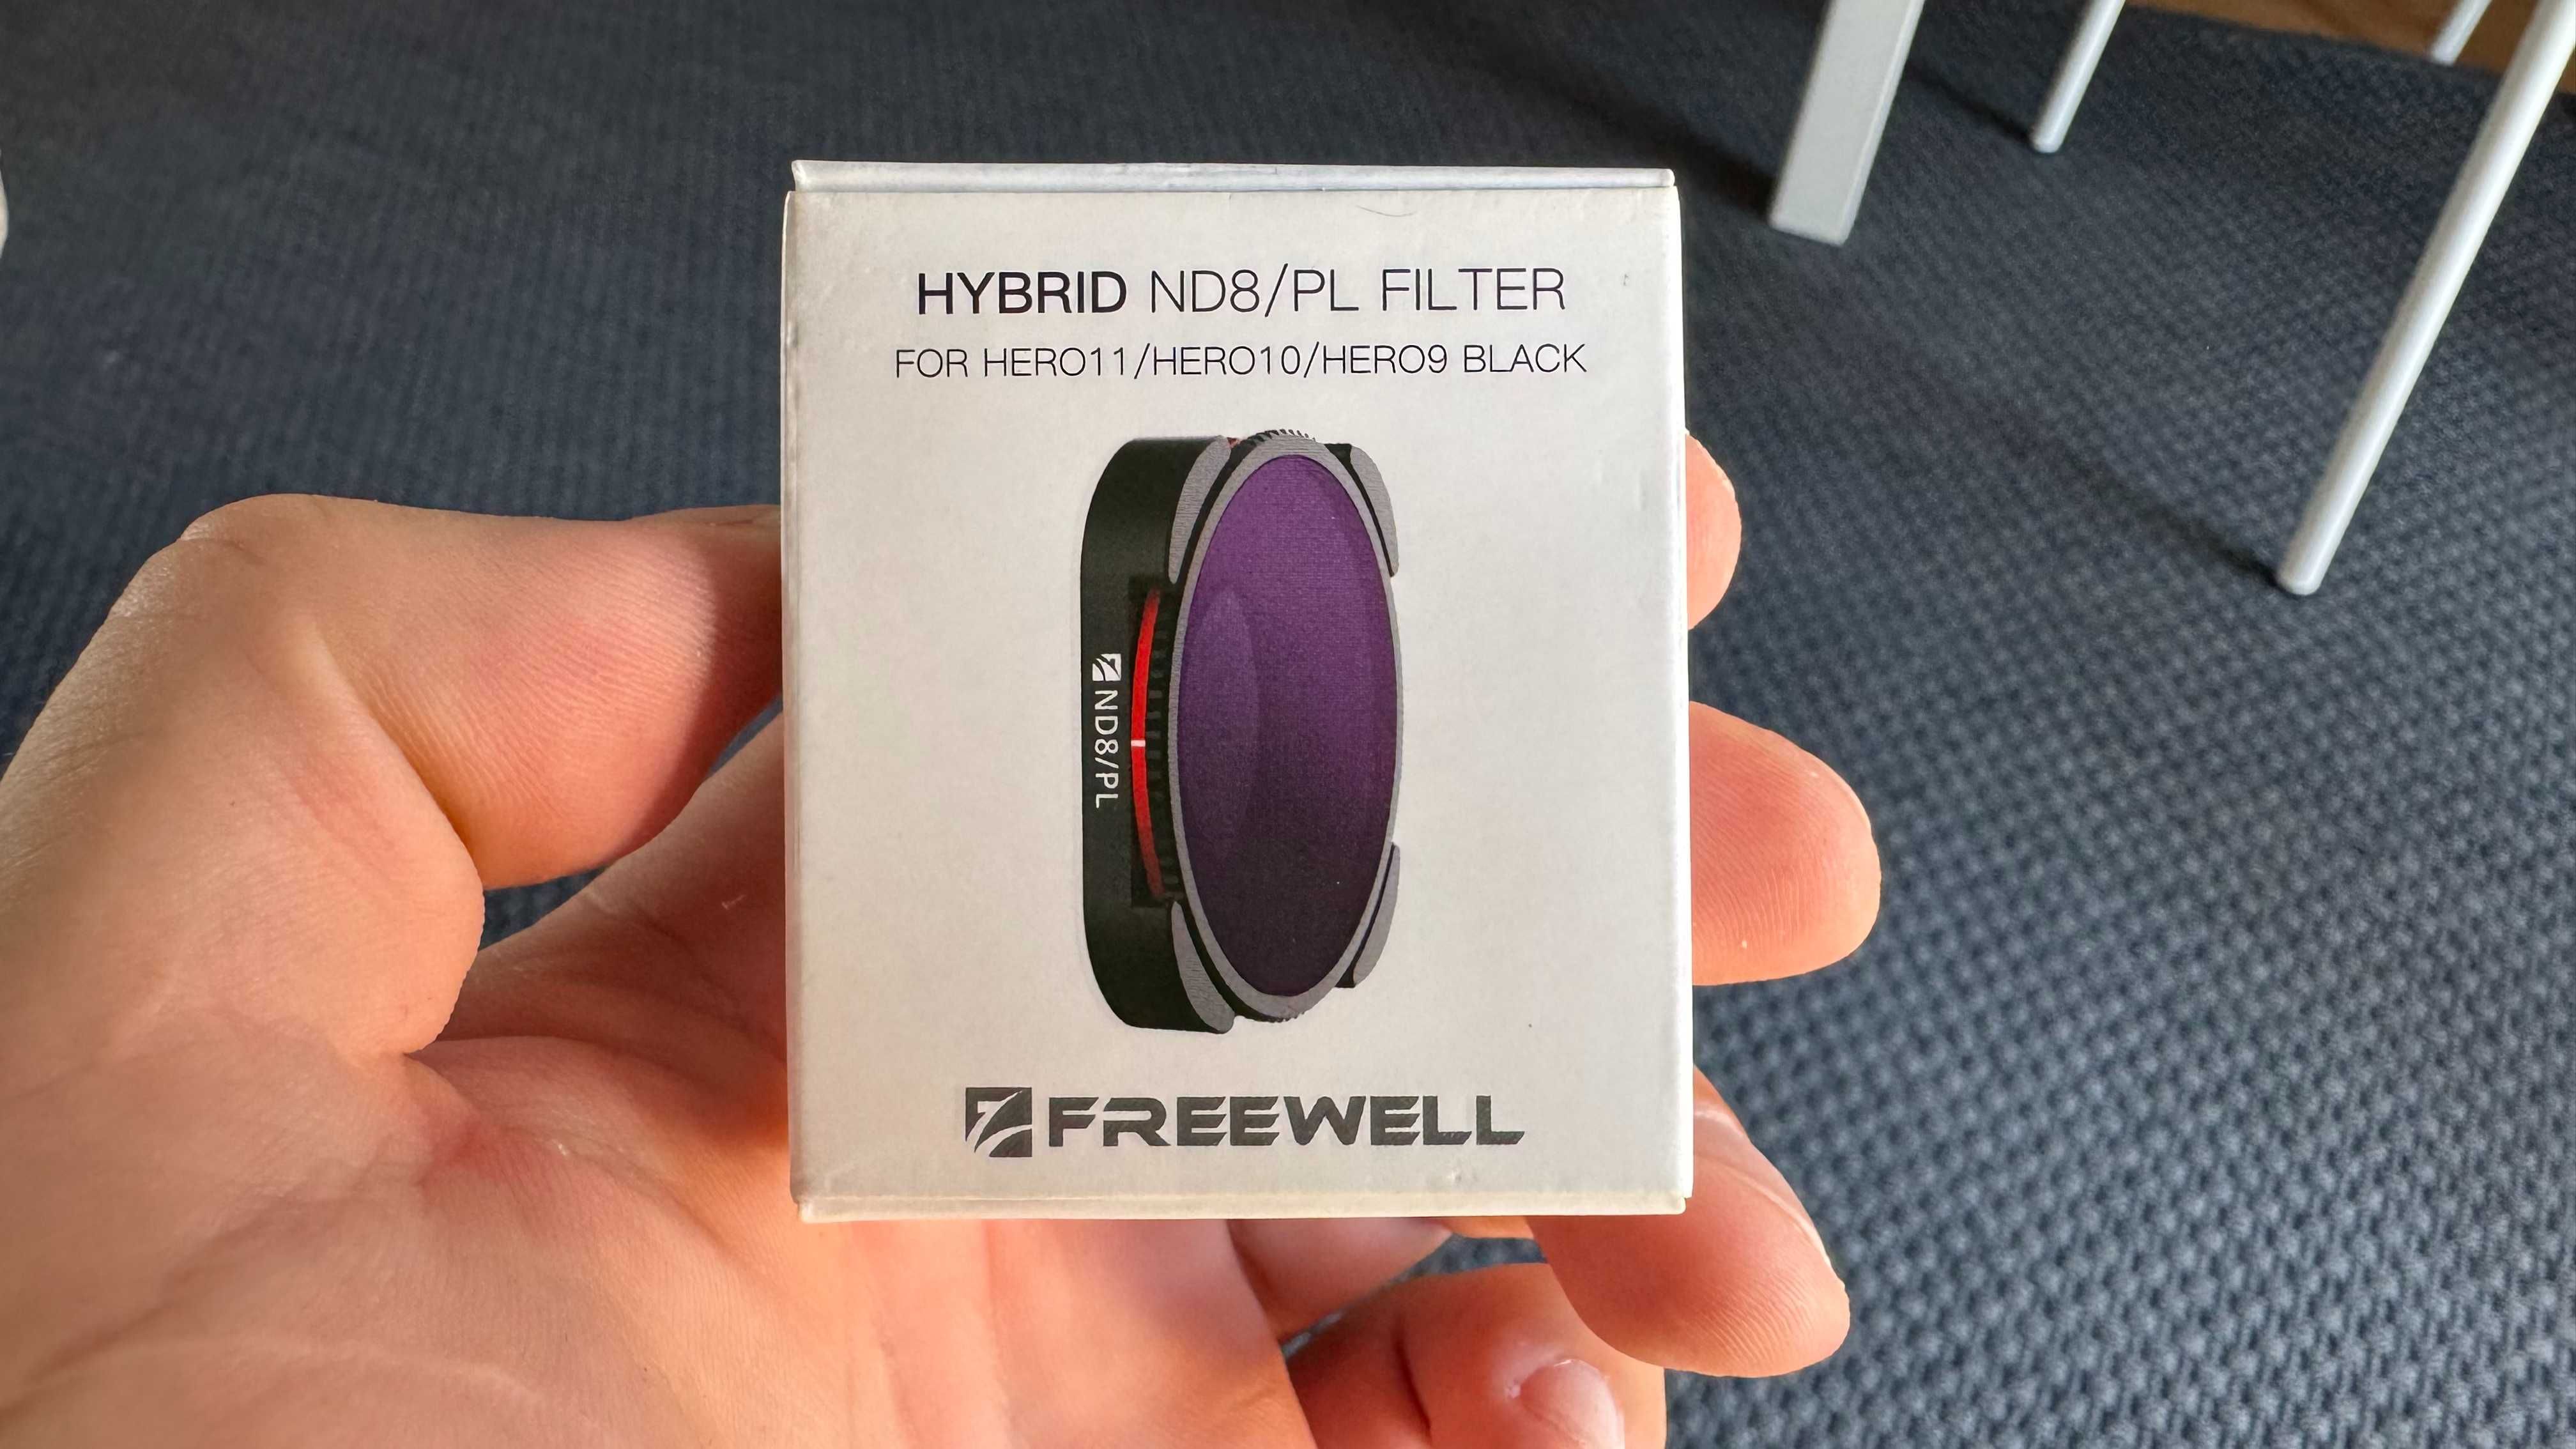 HYBRID ND8/PL FILTER
FOR HERO11/HERO10/HERO9 BLACK
ND8/PL
FREEWELL